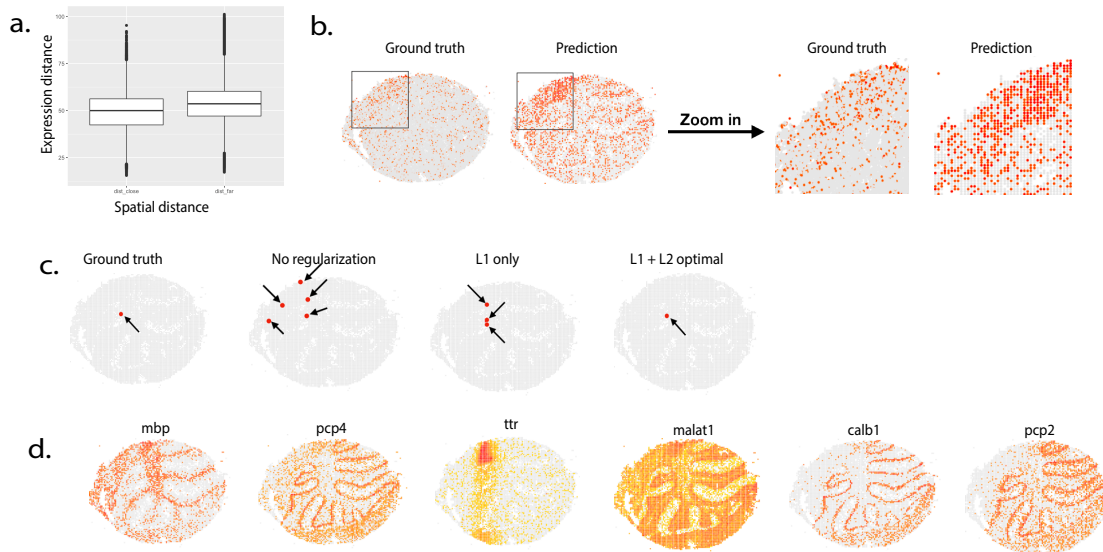 a.
Expression distance
100
75
50
25
dist_close
dist_far
Spatial distance
b.
Ground truth
Prediction
Zoom in
Ground truth
Prediction
c.
Ground truth
No regularization
L1 only
L1 + L2 optimal
d.
mbp
pcp4
ttr
malat1
calb1
pcp2